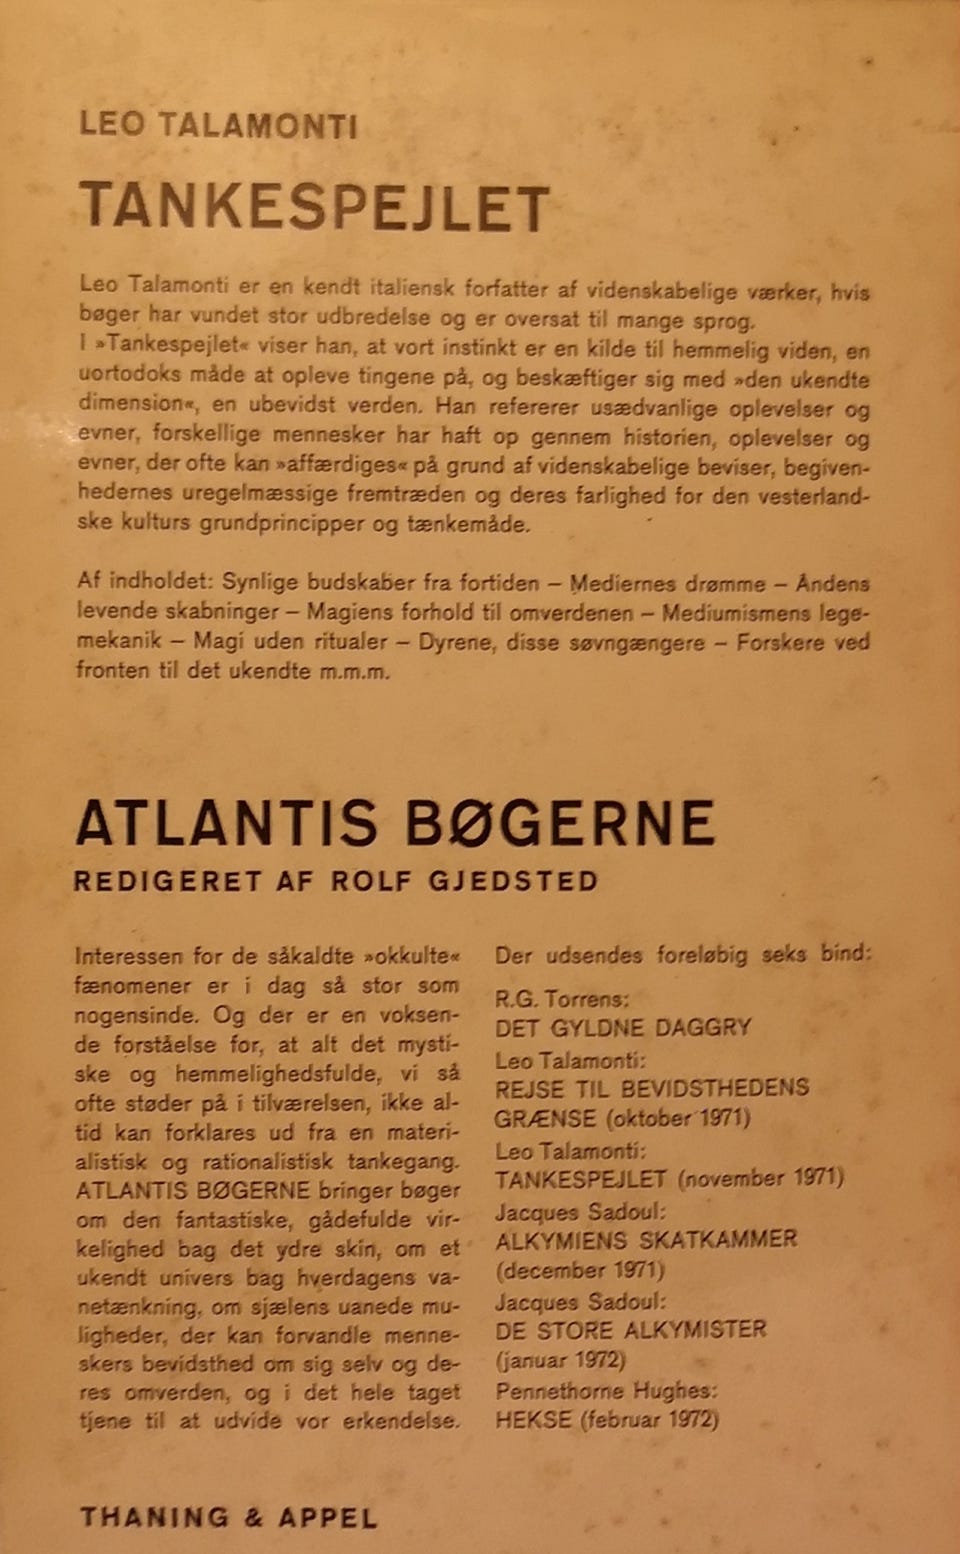 LEO TALAMONTI
TANKESPEJLET
Leo Talamonti er en kendt italiensk forfatter af videnskabelige værker, hvis
bøger har vundet stor udbredelse og er oversat til mange sprog.
I »Tankespejlet« viser han, at vort instinkt er en kilde til hemmelig viden, en
uortodoks måde at opleve tingene på, og beskæftiger sig med »den ukendte
dimension«, en ubevidst verden. Han refererer usædvanlige oplevelser og
evner, forskellige mennesker har haft op gennem historien, oplevelser og
evner, der ofte kan »affærdiges« på grund af videnskabelige beviser, begiven-
hedernes uregelmæssige fremtræden og deres farlighed for den vesterland-
ske kulturs grundprincipper og tænkemåde.
Af indholdet: Synlige budskaber fra fortiden – Mediernes drømme – Åndens
levende skabninger – Magiens forhold til omverdenen – Mediumismens lege-
mekanik – Magi uden ritualer – Dyrene, disse søvngængere – Forskere ved
fronten til det ukendte m.m.m.
ATLANTIS BØGERNE
REDIGERET AF ROLF GJEDSTED
Interessen for de såkaldte »okkulte«
fænomener er i dag så stor som
nogensinde. Og der er en voksen-
de forståelse for, at alt det mysti-
ske og hemmelighedsfulde, vi så
ofte støder på i tilværelsen, ikke al-
tid kan forklares ud fra en materi-
alistisk og rationalistisk tankegang.
ATLANTIS BØGERNE bringer bøger
om den fantastiske, gådefulde vir-
kelighed bag det ydre skin, om et
ukendt univers bag hverdagens va-
netænkning, om sjælens uanede mu-
ligheder, der kan forvandle menne-
skers bevidsthed om sig selv og de-
res omverden, og i det hele taget
tjene til at udvide vor erkendelse.
Der udsendes foreløbig seks bind:
R.G. Torrens:
DET GYLDNE DAGGRY
Leo Talamonti:
REJSE TIL BEVIDSTHEDENS
GRÆNSE (oktober 1971)
Leo Talamonti:
TANKESPEJLET (november 1971)
Jacques Sadoul:
ALKYMIENS SKATKAMMER
(december 1971)
Jacques Sadoul:
DE STORE ALKYMISTER
(januar 1972)
Pennethorne Hughes:
HEKSE (februar 1972)
THANING & APPEL